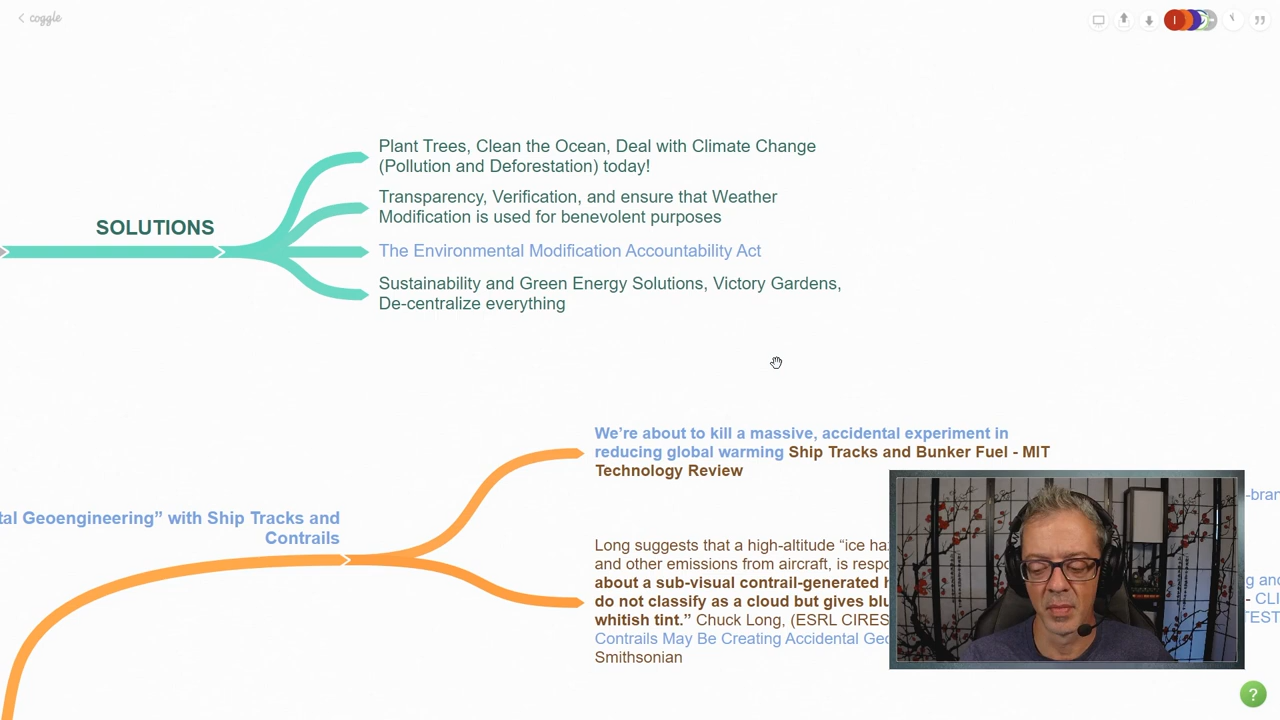 coggle
Plant Trees, Clean the Ocean, Deal with Climate Change
(Pollution and Deforestation) today!
Transparency, Verification, and ensure that Weather
Modification is used for benevolent purposes
SOLUTIONS
The Environmental Modification Accountability Act
Sustainability and Green Energy Solutions, Victory Gardens,
De-centralize everything
We’re about to kill a massive, accidental experiment in
reducing global warming Ship Tracks and Bunker Fuel - MIT
Technology Review
tal Geoengineering” with Ship Tracks and
Contrails
Long suggests that a high-altitude “ice ha
and other emissions from aircraft, is respo
about a sub-visual contrail-generated h
do not classify as a cloud but gives blu
whitish tint.” Chuck Long, (ESRL CIRES
Contrails May Be Creating Accidental Geo
Smithsonian
-bran
g and
- CLI
TEST
?